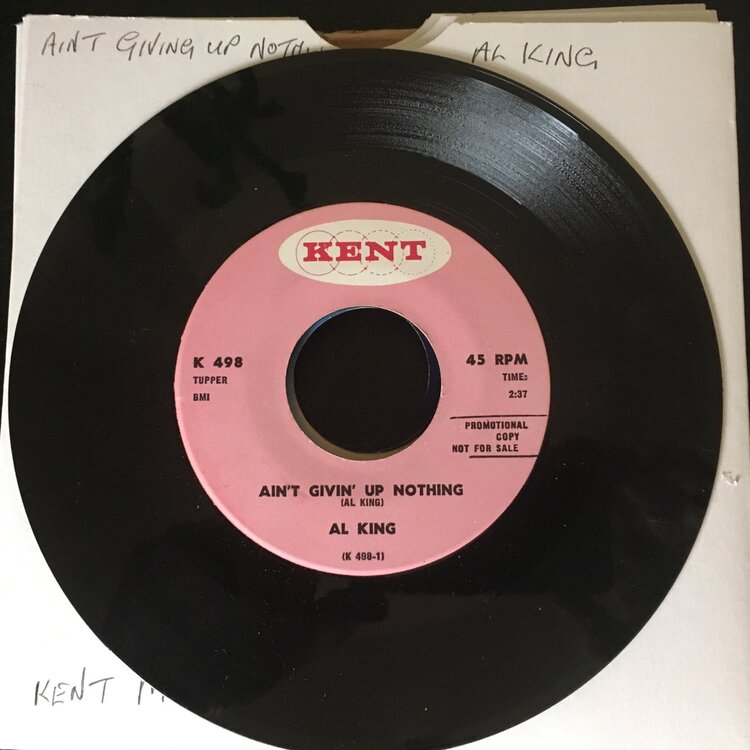 AINT GIVING UP
AL KING
KENT
K 498
45 RPM
TUPPER
TIME:
BMI
2:37
PROMOTIONAL
COPY
NOT FOR SALE
AIN'T GIVIN' UP NOTHING
(AL KING)
AL KING
(K 498-1)
KENT